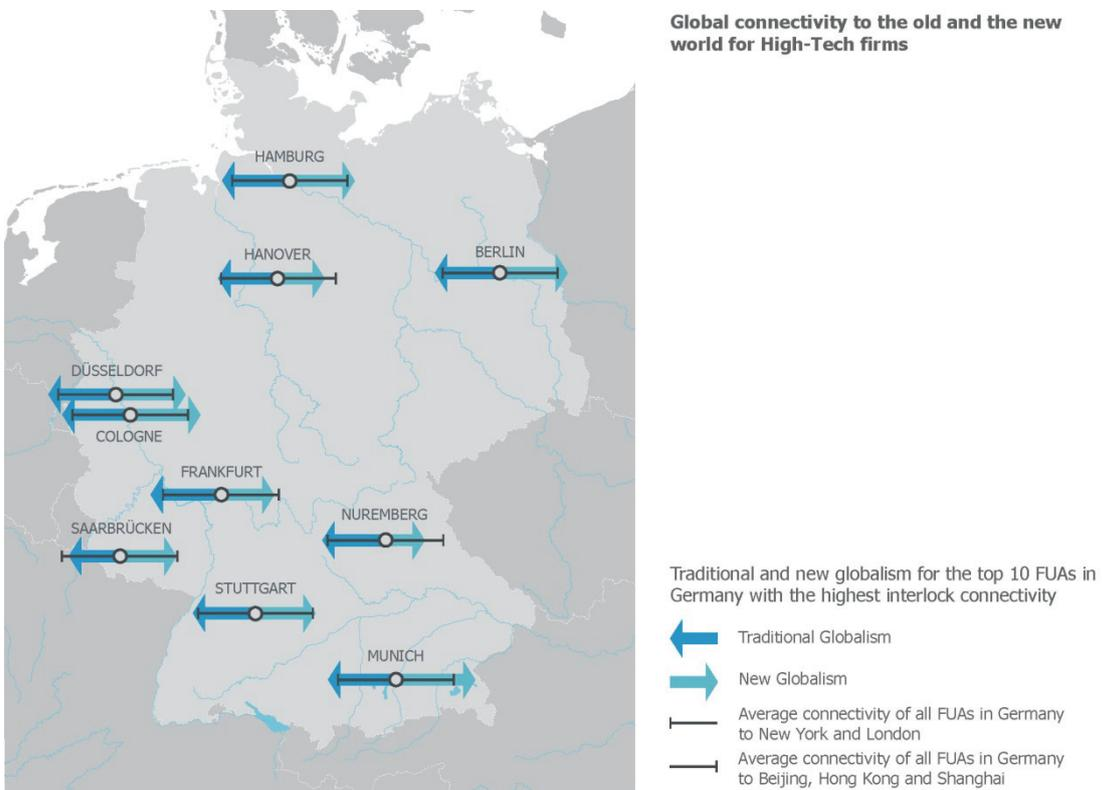 Global connectivity to the old and the new
world for High-Tech firms
HAMBURG
HANOVER
BERLIN
DÜSSELDORF
COLOGNE
FRANKFURT
NUREMBERG
SAARBRÜCKEN
STUTTGART
MUNICH
Traditional and new globalism for the top 10 FUAs in
Germany with the highest interlock connectivity
Traditional Globalism
New Globalism
Average connectivity of all FUAs in Germany
to New York and London
Average connectivity of all FUAs in Germany
to Beijing, Hong Kong and Shanghai